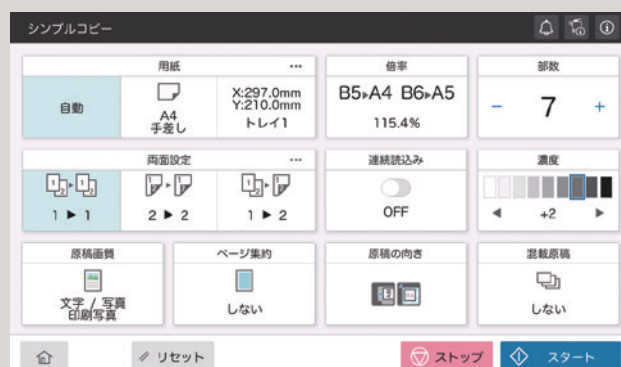 シンプルコピー
用紙 •••
自動
A4
手差し
X:297.0mm
Y:210.0mm
トレイ1
倍率
B5▸A4 B6▸A5
115.4%
部数
− 7 +
両面設定 •••
1 ▶ 1
2 ▶ 2
1 ▶ 2
連続読込み
OFF
濃度
◀ +2 ▶
原稿画質
文字 / 写真
印刷写真
ページ集約
しない
原稿の向き
混載原稿
しない
リセット
ストップ
スタート